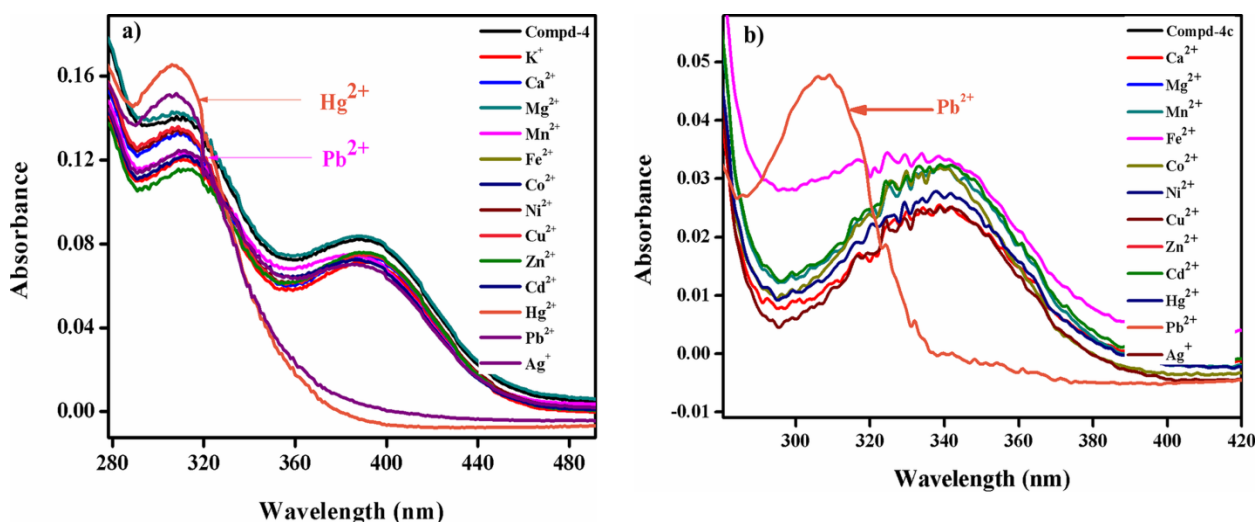 a)
Compd-4
K⁺
Ca²⁺
Mg²⁺
Mn²⁺
Fe²⁺
Co²⁺
Ni²⁺
Cu²⁺
Zn²⁺
Cd²⁺
Hg²⁺
Pb²⁺
Ag⁺
Hg²⁺
Pb²⁺
Absorbance
0.16
0.12
0.08
0.04
0.00
280 320 360 400 440 480
Wavelength (nm)
b)
Compd-4c
Ca²⁺
Mg²⁺
Mn²⁺
Fe²⁺
Co²⁺
Ni²⁺
Cu²⁺
Zn²⁺
Cd²⁺
Hg²⁺
Pb²⁺
Ag⁺
Pb²⁺
Absorbance
0.05
0.04
0.03
0.02
0.01
0.00
-0.01
300 320 340 360 380 400 420
Wavelength (nm)